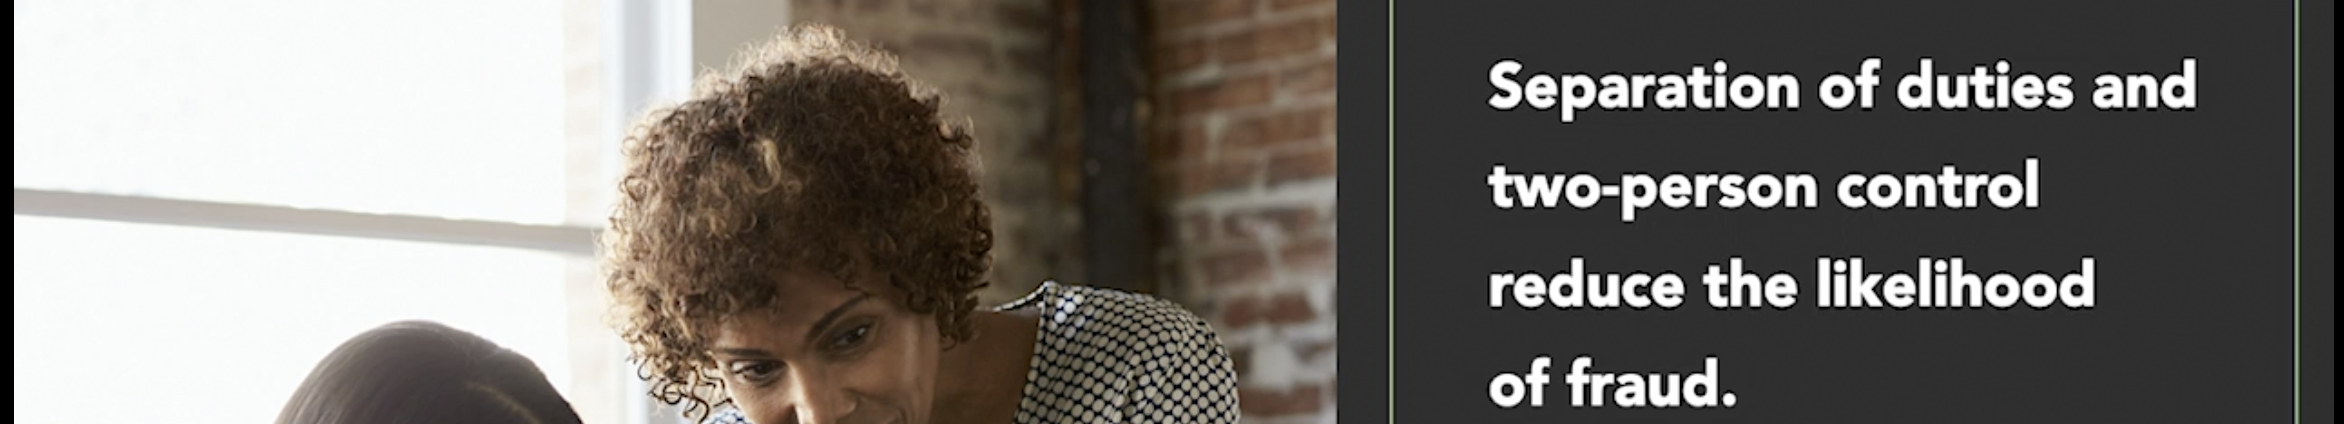 Separation of duties and
two-person control
reduce the likelihood
of fraud.